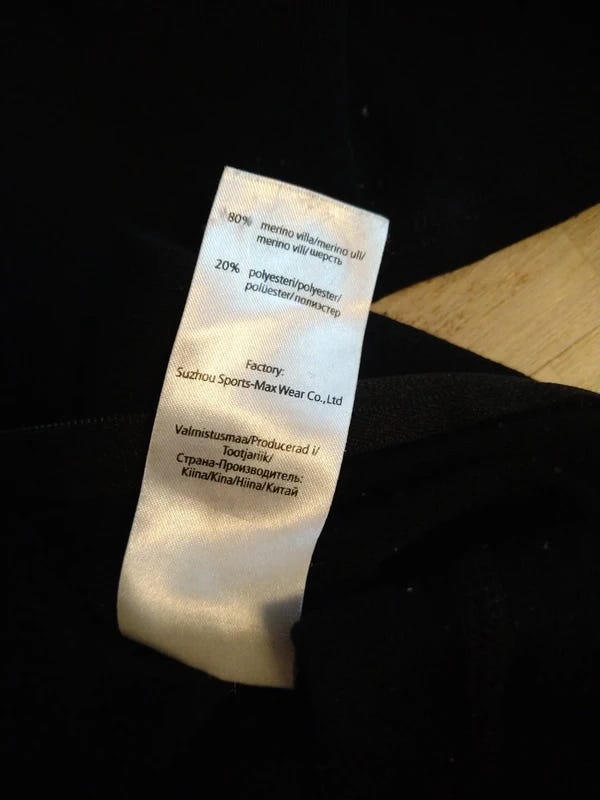 80% merino villa/merino ull/
merino vill/шерсть
20% polyesteri/polyester/
polüester/полиэстер
Factory:
Suzhou Sports-Max Wear Co.,Ltd
Valmistusmaa/Producerad i/
Tootjariik/
Страна-Производитель:
Kiina/Kina/Hiina/Китай